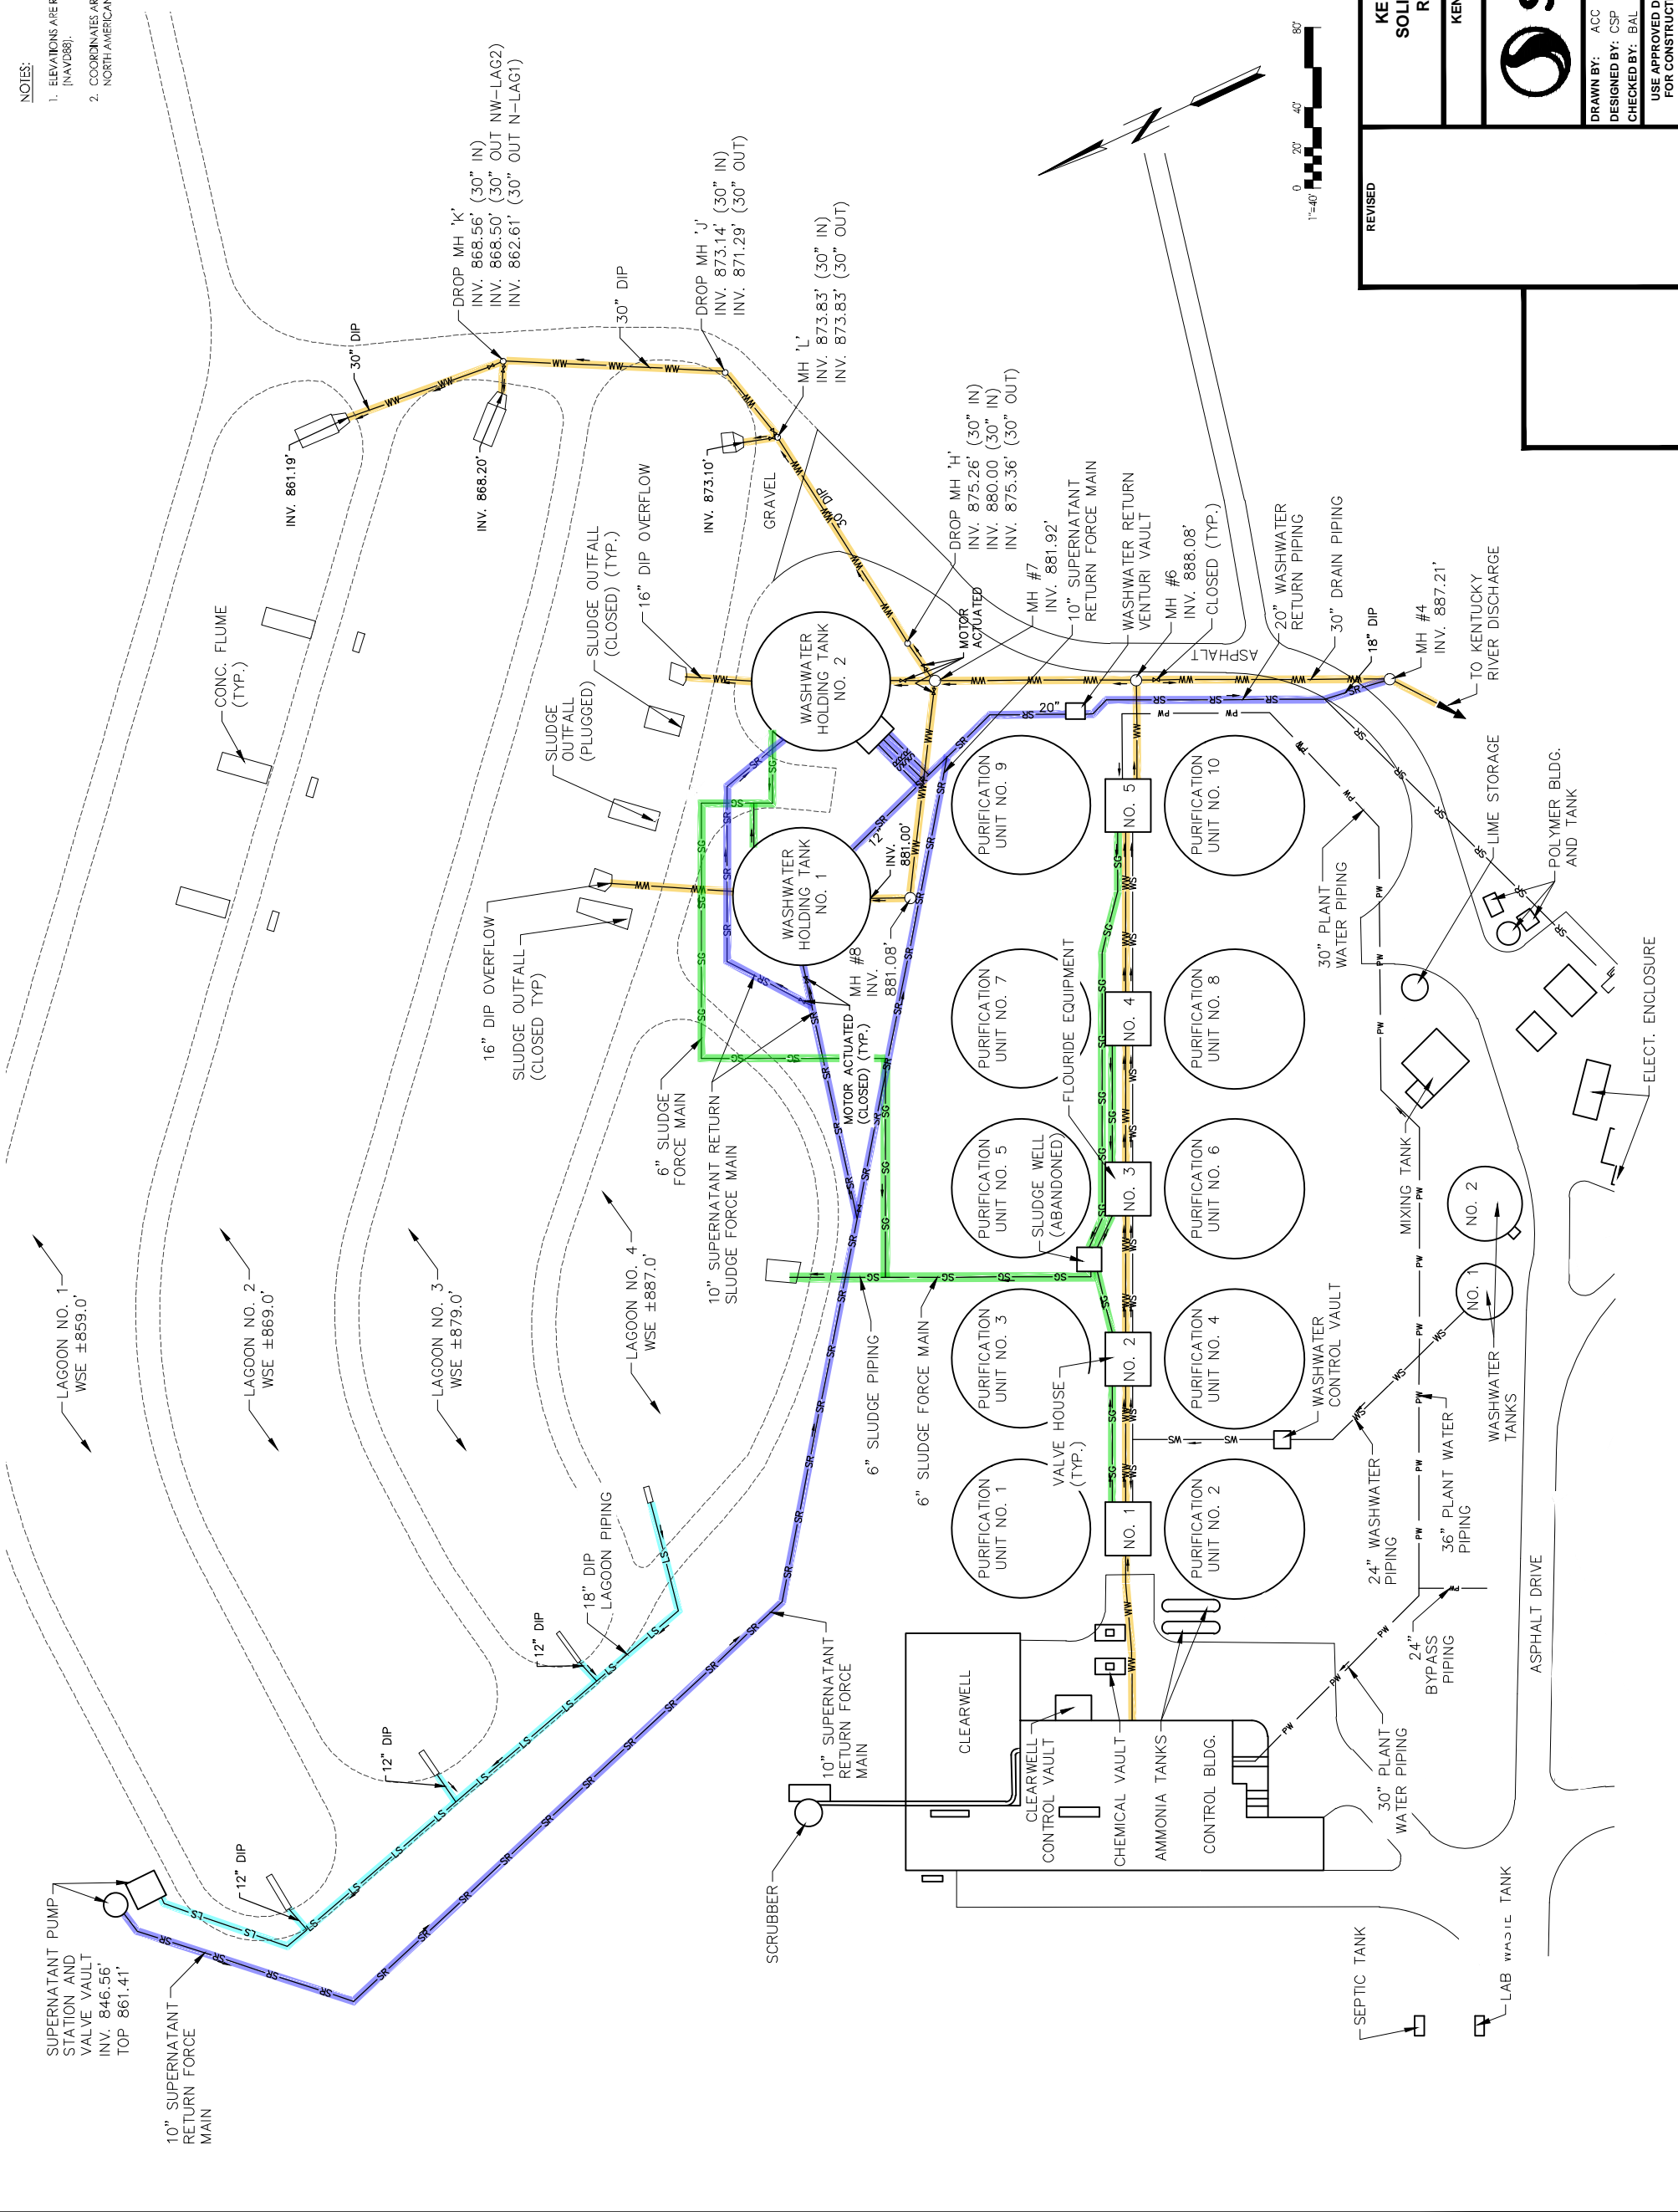 NOTES:
1. ELEVATIONS ARE R
(NAVD88).
2. COORDINATES AR
NORTH AMERICAN
LAGOON NO. 1
WSE ±859.0'
LAGOON NO. 2
WSE ±869.0'
LAGOON NO. 3
WSE ±879.0'
LAGOON NO. 4
WSE ±887.0'
SUPERNATANT PUMP
STATION AND
VALVE VAULT
INV. 846.56'
TOP 861.41'
10" SUPERNATANT
RETURN FORCE
MAIN
12" DIP
12" DIP
12" DIP
18" DIP
LAGOON PIPING
CONC. FLUME
(TYP.)
INV. 861.19'
30" DIP
INV. 868.20'
DROP MH 'K'
INV. 868.56' (30" IN)
INV. 868.50' (30" OUT NW-LAG2)
INV. 862.61' (30" OUT N-LAG1)
30" DIP
DROP MH 'J'
INV. 873.14' (30" IN)
INV. 871.29' (30" OUT)
MH 'L'
INV. 873.83' (30" IN)
INV. 873.83' (30" OUT)
INV. 873.10'
GRAVEL
30" DIP
16" DIP OVERFLOW
SLUDGE OUTFALL
(CLOSED) (TYP.)
SLUDGE
OUTFALL
(PLUGGED)
16" DIP OVERFLOW
SLUDGE OUTFALL
(CLOSED TYP)
6" SLUDGE
FORCE MAIN
10" SUPERNATANT RETURN
SLUDGE FORCE MAIN
WASHWATER
HOLDING TANK
NO. 1
WASHWATER
HOLDING TANK
NO. 2
12"
INV.
881.00'
MH #8
INV.
881.08'
MOTOR ACTUATED
(CLOSED) (TYP.)
MOTOR
ACTUATED
DROP MH 'H'
INV. 875.26' (30" IN)
INV. 880.00 (30" IN)
INV. 875.36' (30" OUT)
MH #7
INV. 881.92'
10" SUPERNATANT
RETURN FORCE MAIN
WASHWATER RETURN
VENTURI VAULT
20"
MH #6
INV. 888.08'
CLOSED (TYP.)
ASPHALT
20" WASHWATER
RETURN PIPING
30" DRAIN PIPING
18" DIP
MH #4
INV. 887.21'
TO KENTUCKY
RIVER DISCHARGE
6" SLUDGE PIPING
6" SLUDGE FORCE MAIN
10" SUPERNATANT
RETURN FORCE
MAIN
SCRUBBER
CLEARWELL
CLEARWELL
CONTROL VAULT
CHEMICAL VAULT
AMMONIA TANKS
CONTROL BLDG.
PURIFICATION
UNIT NO. 1
PURIFICATION
UNIT NO. 3
PURIFICATION
UNIT NO. 5
PURIFICATION
UNIT NO. 7
PURIFICATION
UNIT NO. 9
VALVE HOUSE
(TYP.)
SLUDGE WELL
(ABANDONED)
FLOURIDE EQUIPMENT
NO. 1
NO. 2
NO. 3
NO. 4
NO. 5
PURIFICATION
UNIT NO. 2
PURIFICATION
UNIT NO. 4
PURIFICATION
UNIT NO. 6
PURIFICATION
UNIT NO. 8
PURIFICATION
UNIT NO. 10
WASHWATER
CONTROL VAULT
24" WASHWATER
PIPING
36" PLANT WATER
PIPING
24"
BYPASS
PIPING
30" PLANT
WATER PIPING
30" PLANT
WATER PIPING
MIXING TANK
LIME STORAGE
POLYMER BLDG.
AND TANK
NO. 1
NO. 2
WASHWATER
TANKS
ELECT. ENCLOSURE
ASPHALT DRIVE
SEPTIC TANK
LAB WASTE TANK
1"=40'
0 20' 40' 80'
REVISED
KE
SOLI
R
KEN
S
DRAWN BY: ACC
DESIGNED BY: CSP
CHECKED BY: BAL
USE APPROVED D
FOR CONSTRUCT